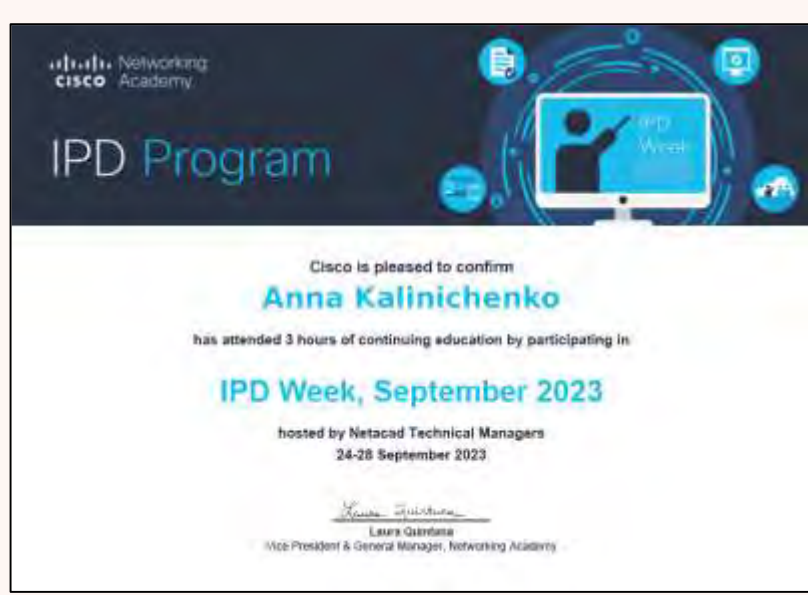 Networking
CISCO Academy
IPD Program
IPD
Week
Cisco is pleased to confirm
Anna Kalinichenko
has attended 3 hours of continuing education by participating in
IPD Week, September 2023
hosted by Netacad Technical Managers
24-28 September 2023
Laura Quintana
Laura Quintana
Vice President & General Manager, Networking Academy